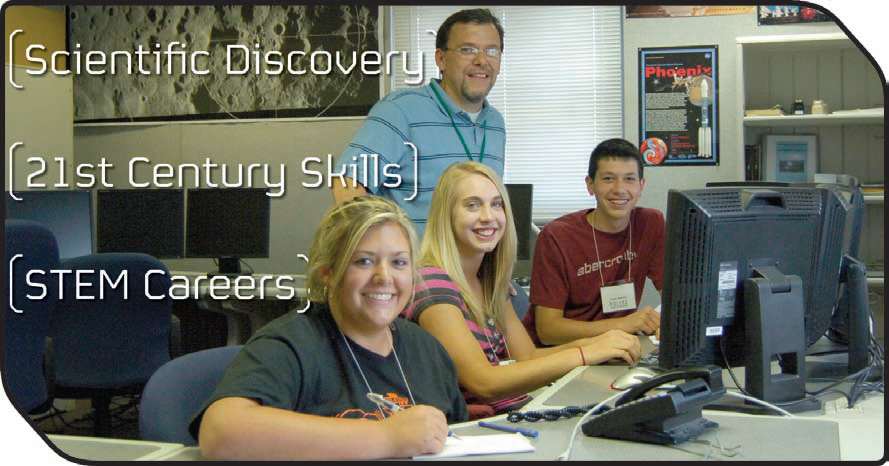 (Scientific Discovery)
(21st Century Skills)
(STEM Careers)
Phoenix
abercrombie